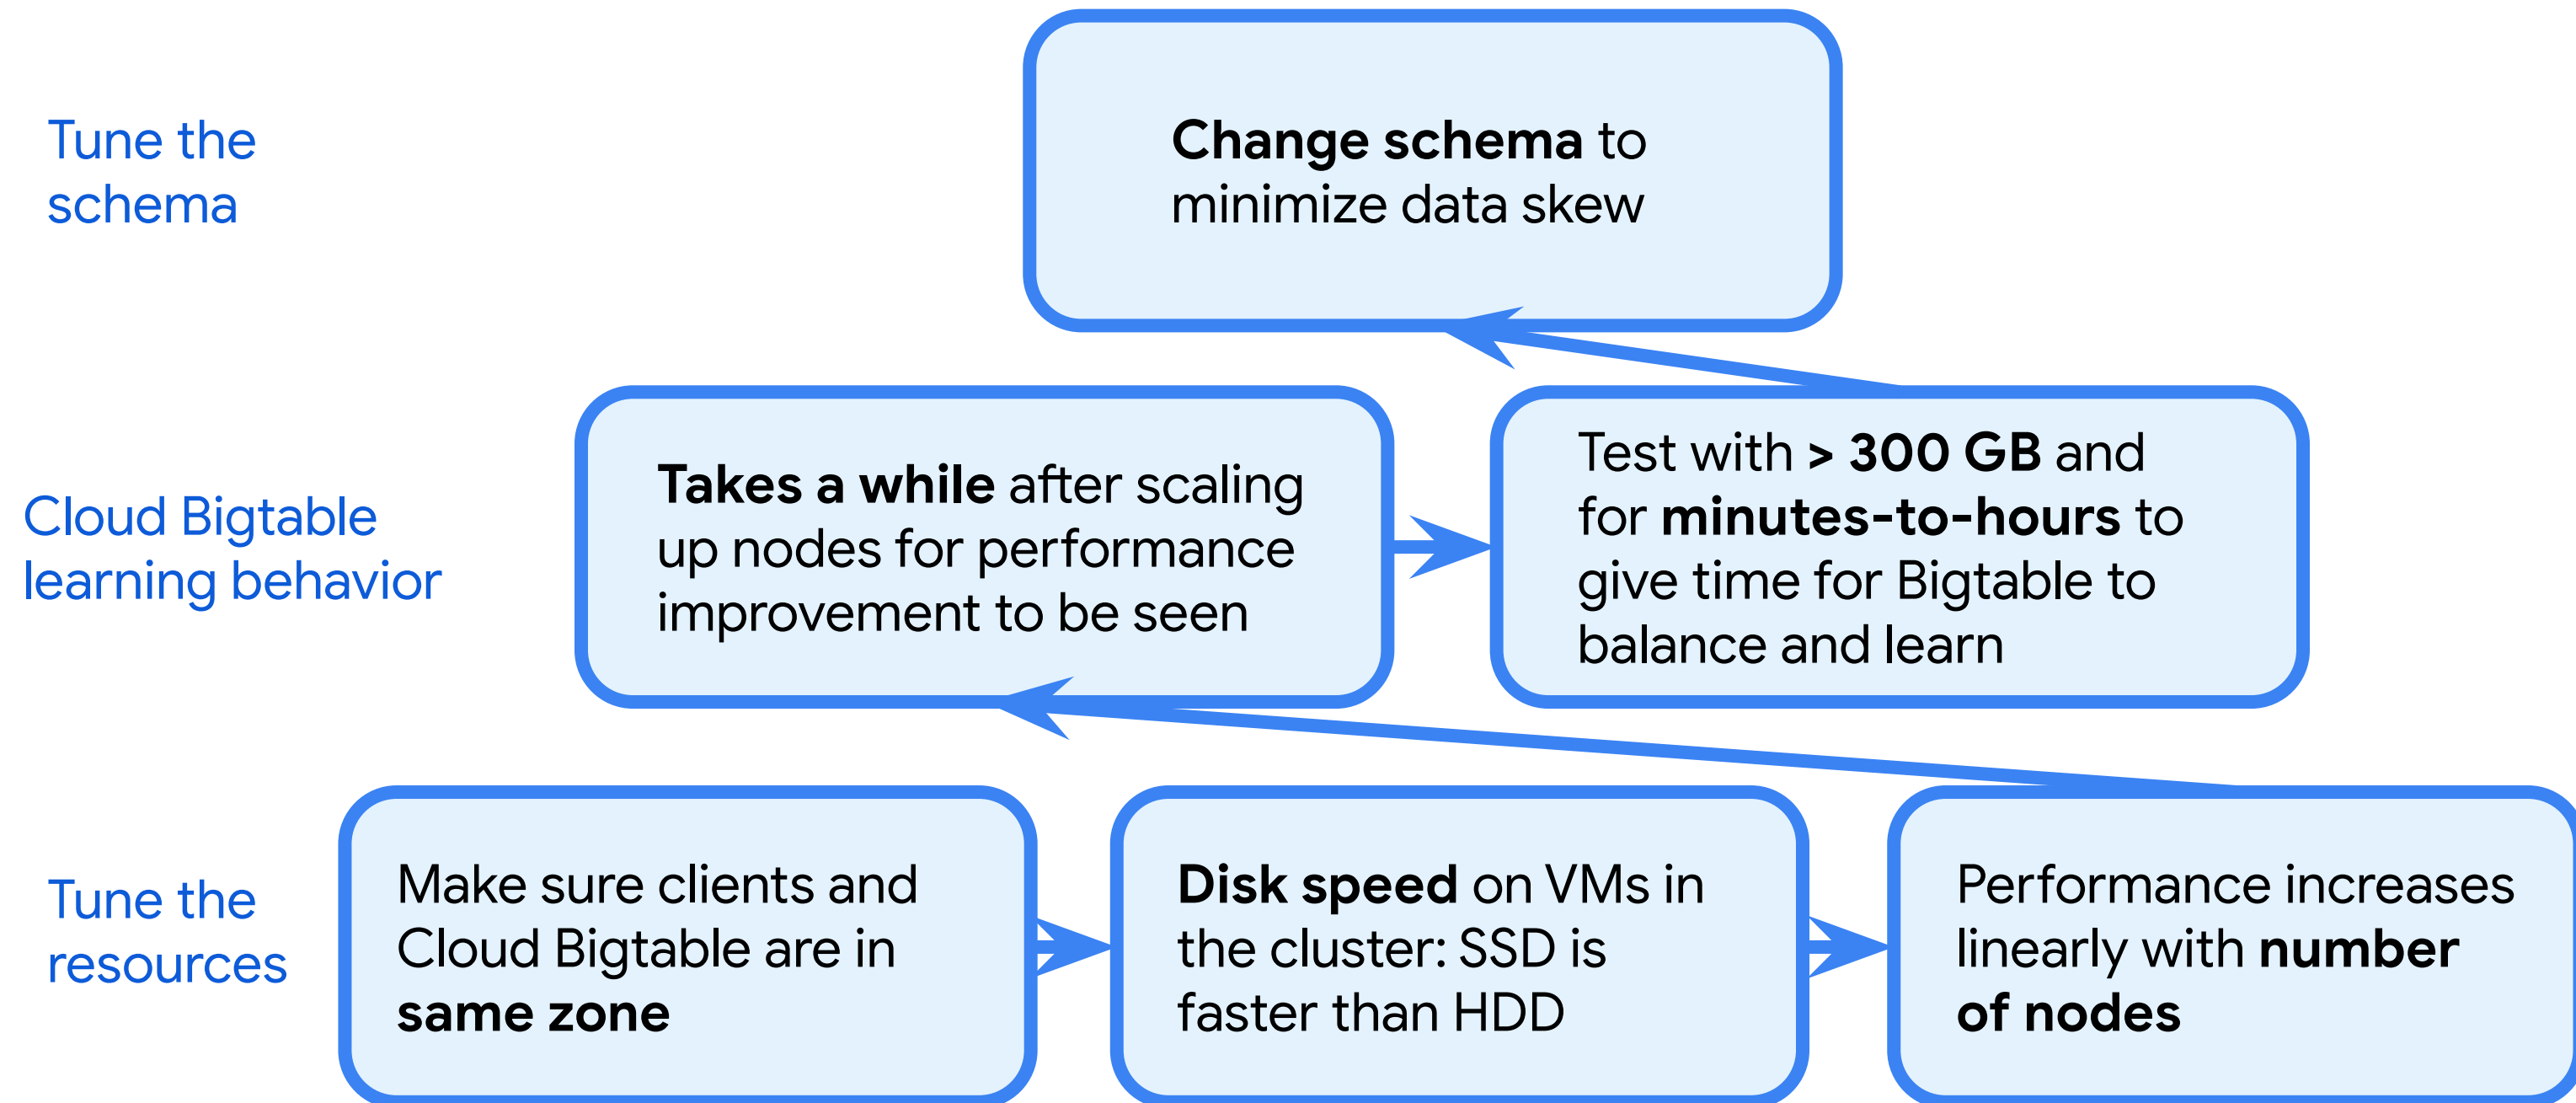 Tune the
schema
Change schema to
minimize data skew
Cloud Bigtable
learning behavior
Takes a while after scaling
up nodes for performance
improvement to be seen
Test with > 300 GB and
for minutes-to-hours to
give time for Bigtable to
balance and learn
Tune the
resources
Make sure clients and
Cloud Bigtable are in
same zone
Disk speed on VMs in
the cluster: SSD is
faster than HDD
Performance increases
linearly with number
of nodes